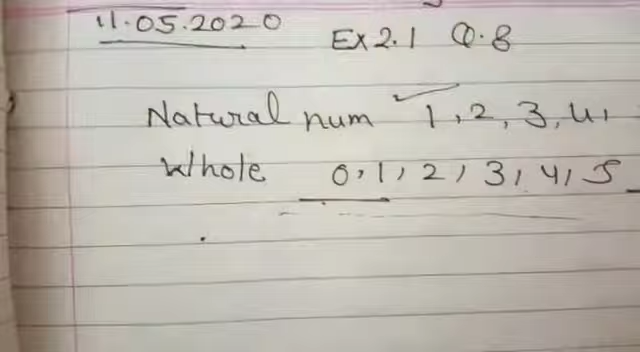 11.05.2020
Ex 2.1 Q.8
Natural num 1, 2, 3, 4,
Whole 0, 1, 2, 3, 4, 5